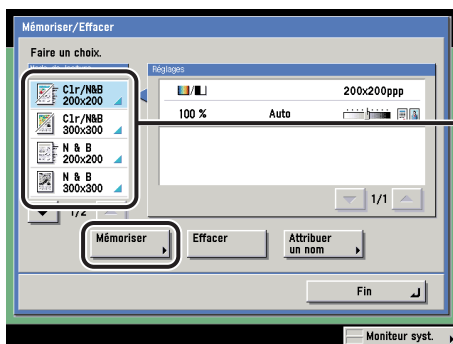 Mémoriser/Effacer
Faire un choix.
Réglages
Clr/N&B
200x200
Clr/N&B
300x300
N & B
200x200
N & B
300x300
200x200ppp
100 %
Auto
1/2
1/1
Mémoriser
Effacer
Attribuer
un nom
Fin
Moniteur syst.